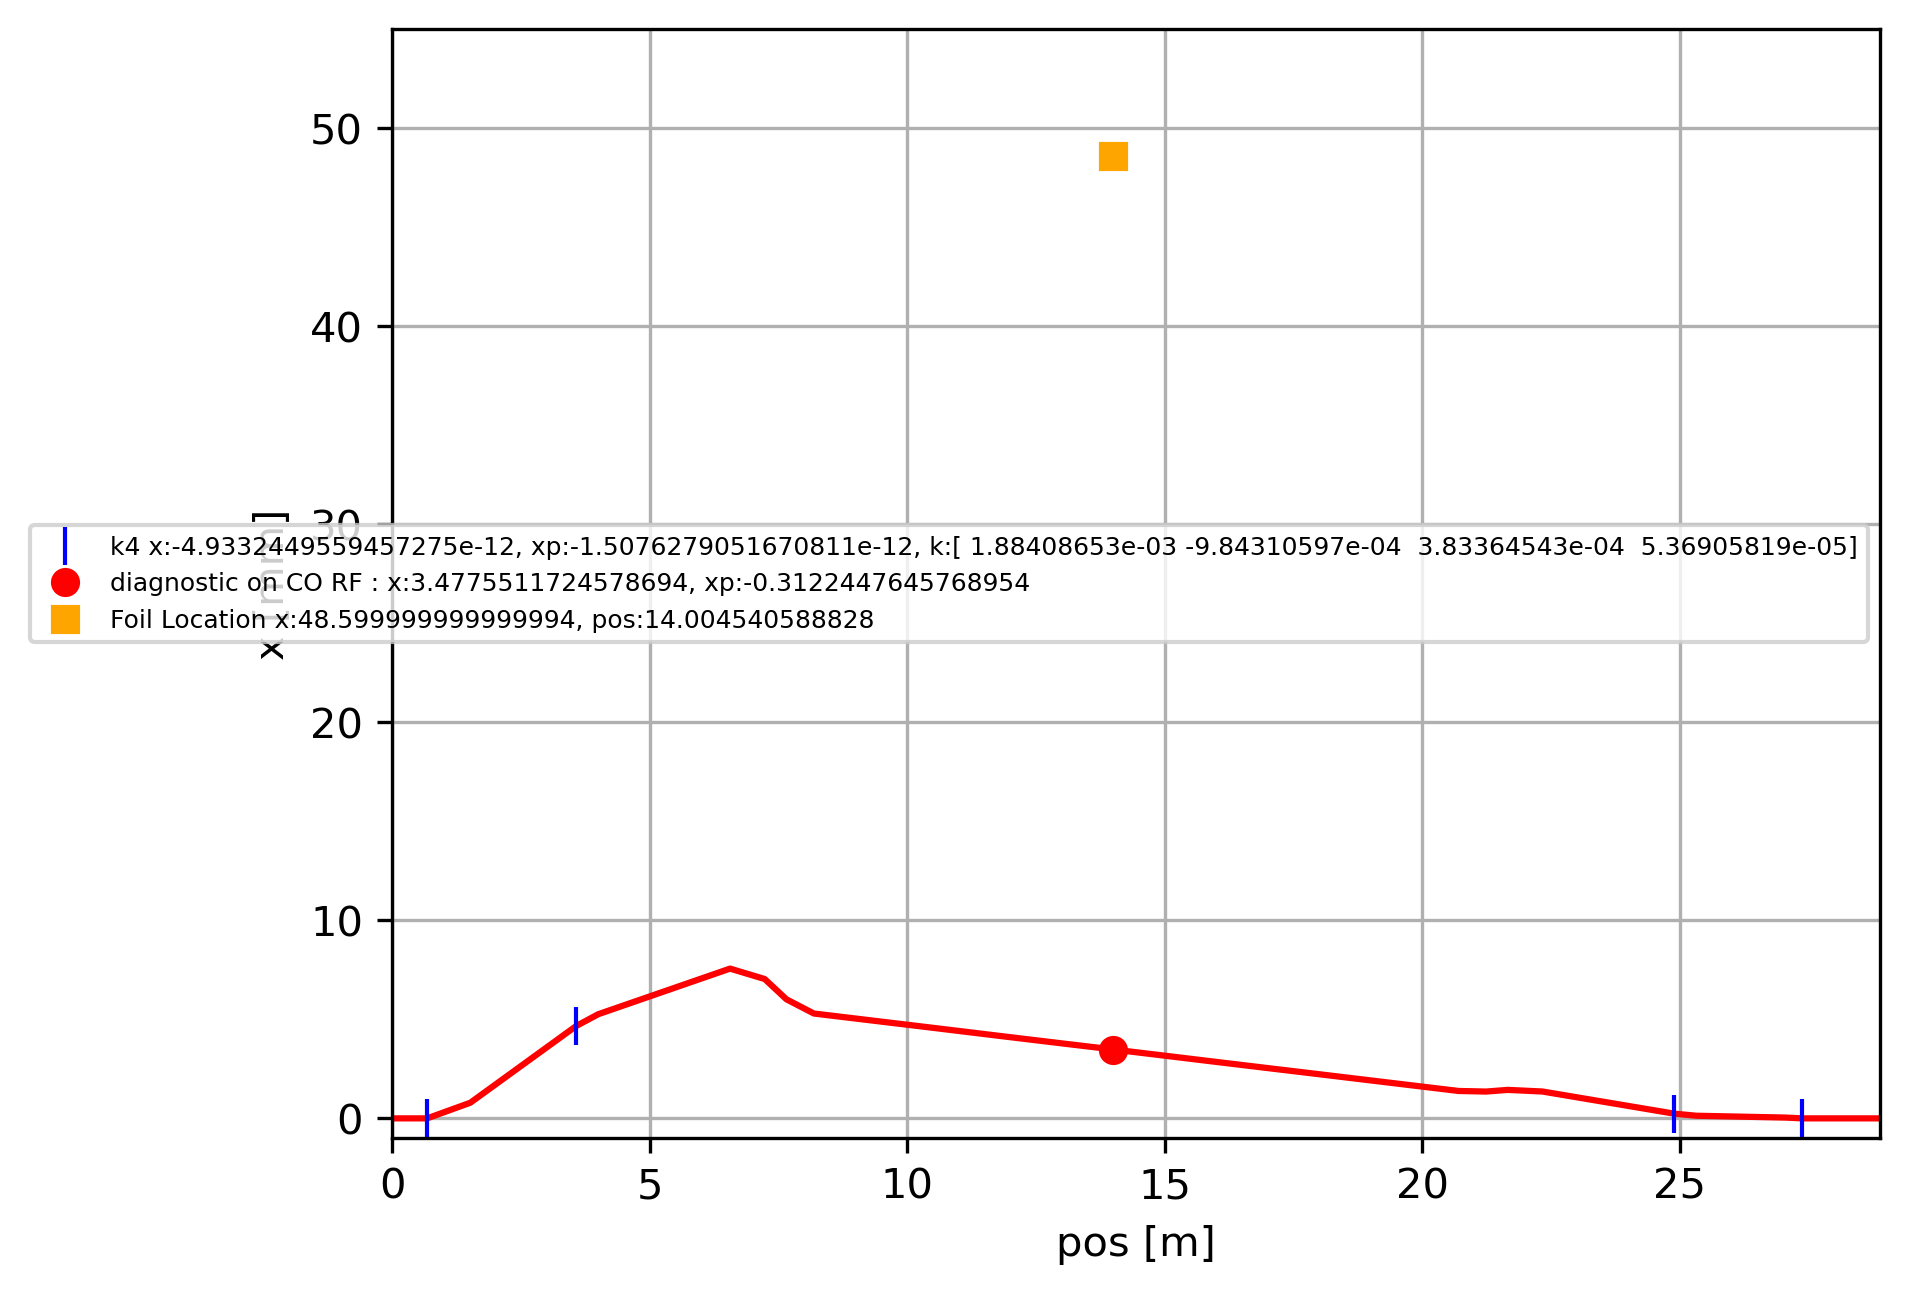 50
40
30
k4 x:-4.9332449559457275e-12, xp:-1.5076279051670811e-12, k:[ 1.88408653e-03 -9.84310597e-04  3.83364543e-04  5.36905819e-05]
diagnostic on CO RF : x:3.4775511724578694, xp:-0.3122447645768954
Foil Location x:48.599999999999994, pos:14.004540588828
x [mm]
20
10
0
0 5 10 15 20 25
pos [m]